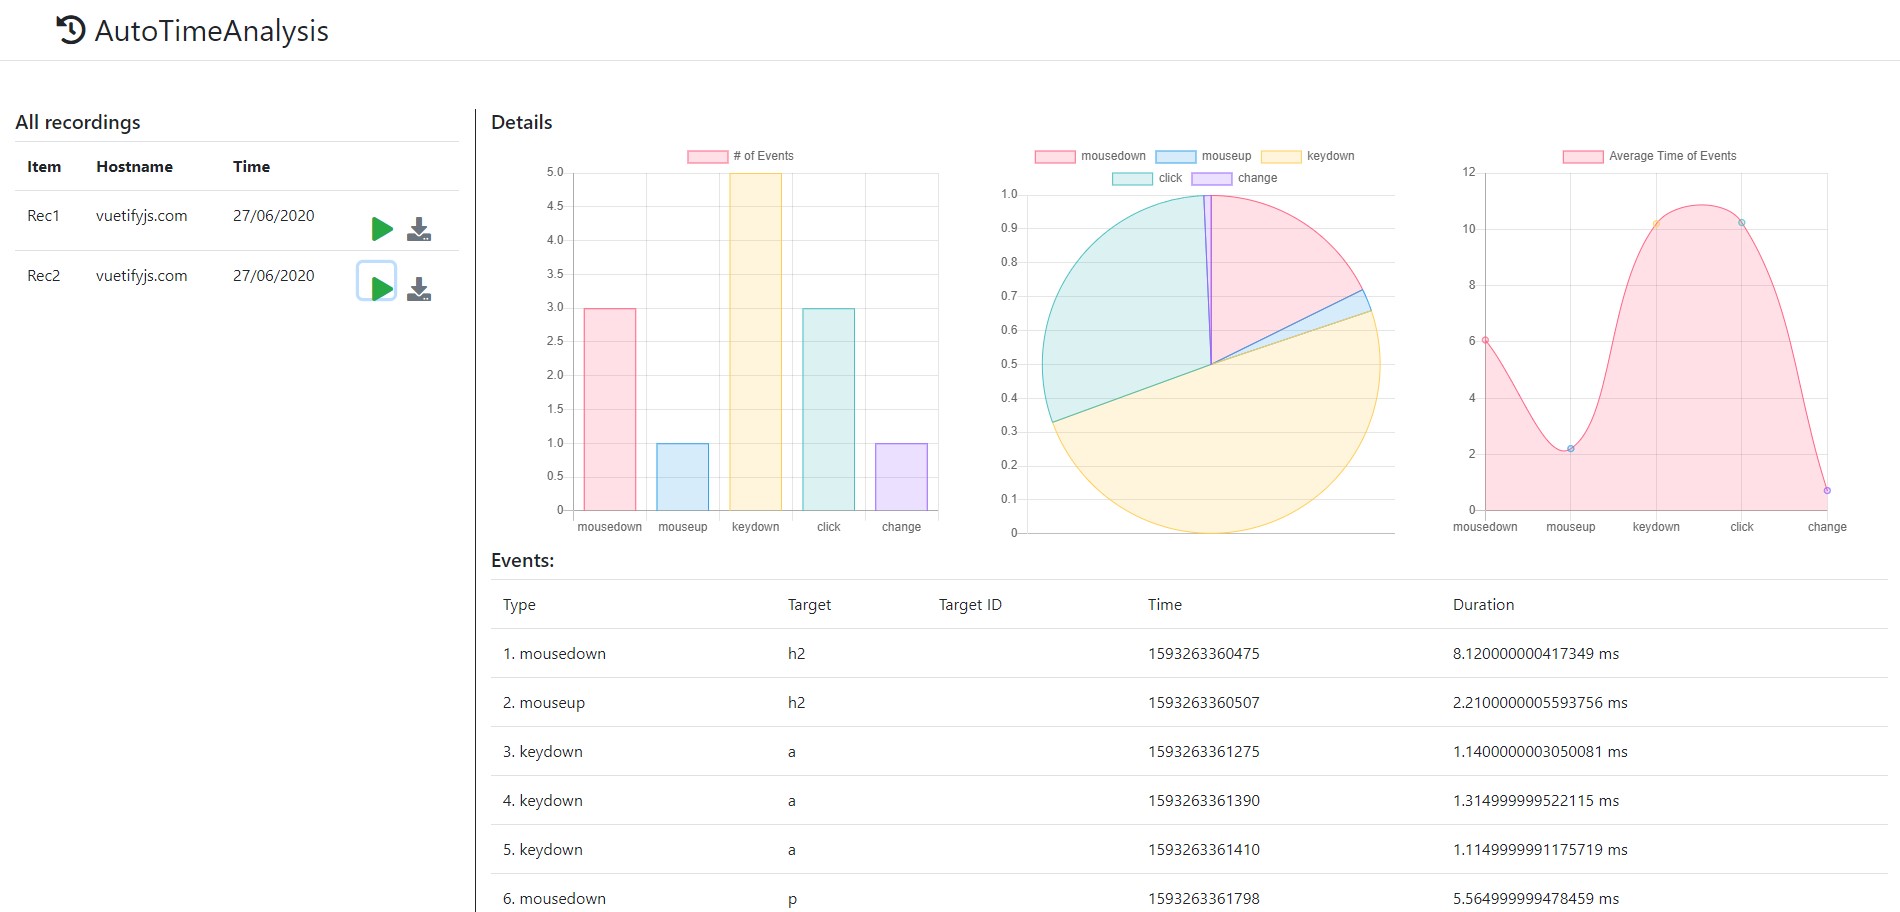 AutoTimeAnalysis
All recordings
Item Hostname Time
Rec1 vuetifyjs.com 27/06/2020
Rec2 vuetifyjs.com 27/06/2020
Details
# of Events
5.0
4.5
4.0
3.5
3.0
2.5
2.0
1.5
1.0
0.5
0
mousedown mouseup keydown click change
mousedown mouseup keydown
click change
1.0
0.9
0.8
0.7
0.6
0.5
0.4
0.3
0.2
0.1
0
Average Time of Events
12
10
8
6
4
2
0
mousedown mouseup keydown click change
Events:
Type Target Target ID Time Duration
1. mousedown h2 1593263360475 8.120000000417349 ms
2. mouseup h2 1593263360507 2.2100000005593756 ms
3. keydown a 1593263361275 1.1400000003050081 ms
4. keydown a 1593263361390 1.314999999522115 ms
5. keydown a 1593263361410 1.1149999991175719 ms
6. mousedown p 1593263361798 5.564999999478459 ms